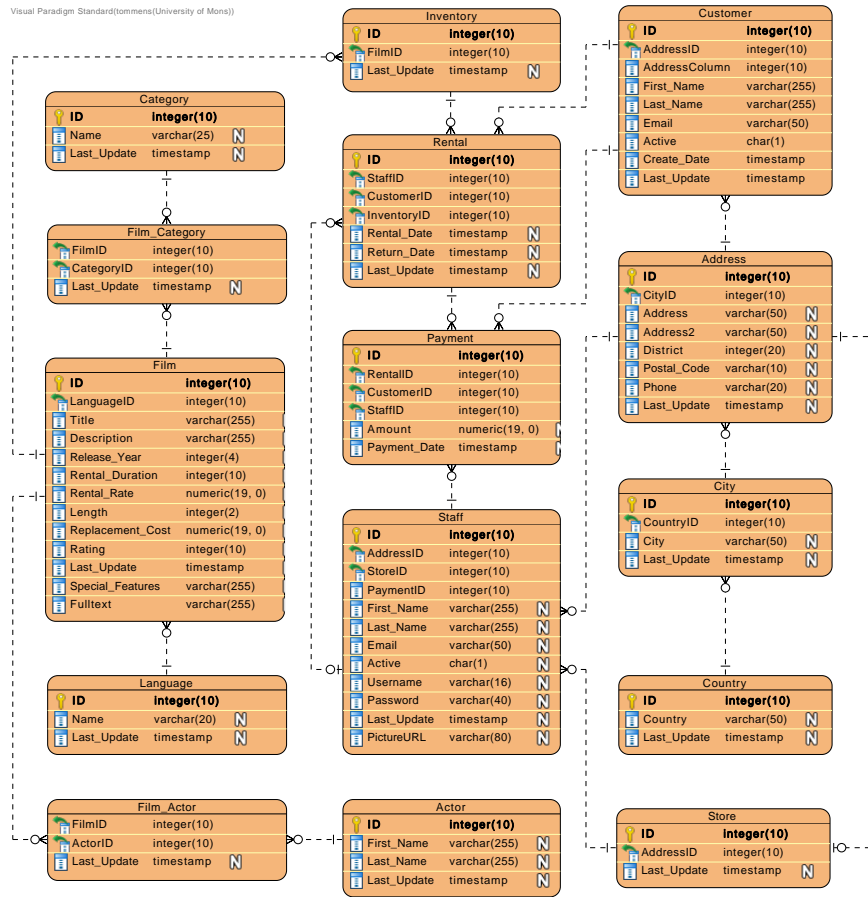 Visual Paradigm Standard(tommens(University of Mons))
Inventory
ID integer(10)
FilmID integer(10)
Last_Update timestamp N
Customer
ID integer(10)
AddressID integer(10)
AddressColumn integer(10)
First_Name varchar(255)
Last_Name varchar(255)
Email varchar(50)
Active char(1)
Create_Date timestamp
Last_Update timestamp
Category
ID integer(10)
Name varchar(25) N
Last_Update timestamp N
Rental
ID integer(10)
StaffID integer(10)
CustomerID integer(10)
InventoryID integer(10)
Rental_Date timestamp N
Return_Date timestamp N
Last_Update timestamp N
Film_Category
FilmID integer(10)
CategoryID integer(10)
Last_Update timestamp N
Address
ID integer(10)
CityID integer(10)
Address varchar(50) N
Address2 varchar(50) N
District integer(20) N
Postal_Code varchar(10) N
Phone varchar(20) N
Last_Update timestamp N
Payment
ID integer(10)
RentalID integer(10)
CustomerID integer(10)
StaffID integer(10)
Amount numeric(19, 0)
Payment_Date timestamp
Film
ID integer(10)
LanguageID integer(10)
Title varchar(255)
Description varchar(255)
Release_Year integer(4)
Rental_Duration integer(10)
Rental_Rate numeric(19, 0)
Length integer(2)
Replacement_Cost numeric(19, 0)
Rating integer(10)
Last_Update timestamp
Special_Features varchar(255)
Fulltext varchar(255)
City
ID integer(10)
CountryID integer(10)
City varchar(50) N
Last_Update timestamp N
Staff
ID integer(10)
AddressID integer(10)
StoreID integer(10)
PaymentID integer(10)
First_Name varchar(255) N
Last_Name varchar(255) N
Email varchar(50) N
Active char(1) N
Username varchar(16) N
Password varchar(40) N
Last_Update timestamp N
PictureURL varchar(80) N
Language
ID integer(10)
Name varchar(20) N
Last_Update timestamp N
Country
ID integer(10)
Country varchar(50) N
Last_Update timestamp N
Film_Actor
FilmID integer(10)
ActorID integer(10)
Last_Update timestamp N
Actor
ID integer(10)
First_Name varchar(255) N
Last_Name varchar(255) N
Last_Update timestamp N
Store
ID integer(10)
AddressID integer(10)
Last_Update timestamp N